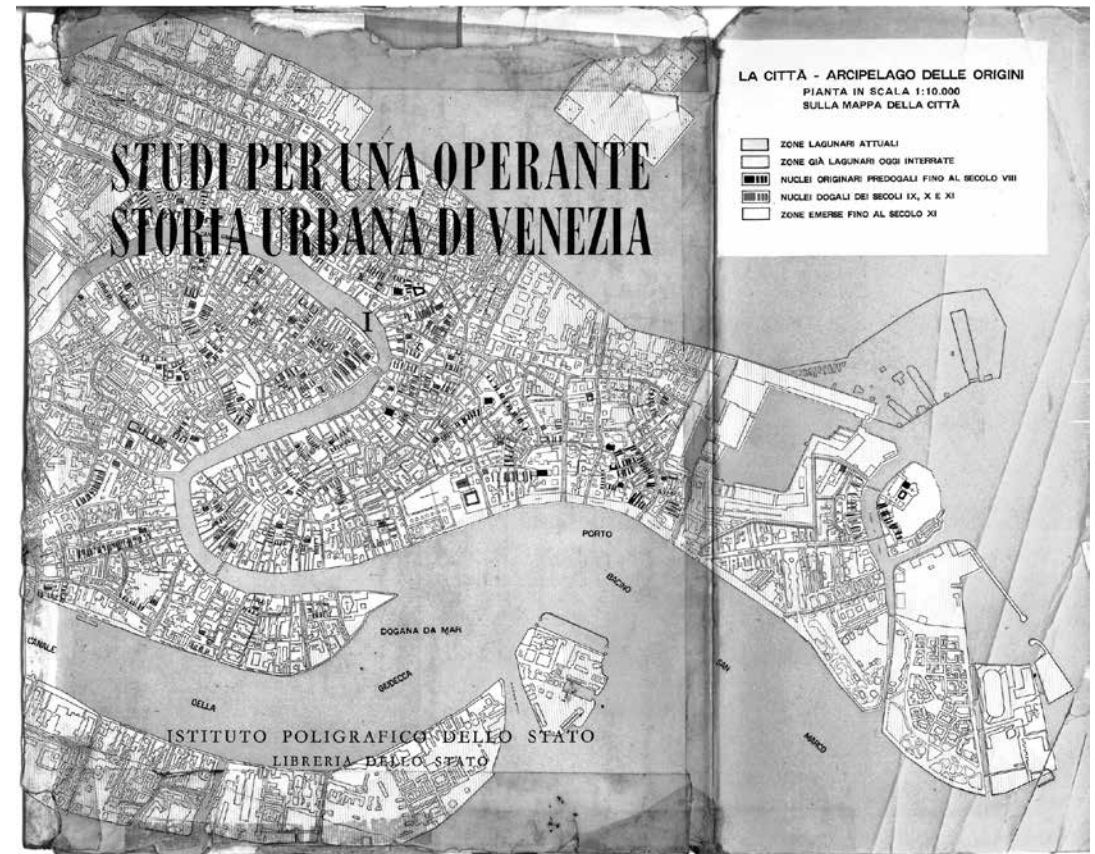 STUDI PER UNA OPERANTE
STORIA URBANA DI VENEZIA
I
LA CITTÀ - ARCIPELAGO DELLE ORIGINI
PIANTA IN SCALA 1:10.000
SULLA MAPPA DELLA CITTÀ
ZONE LAGUNARI ATTUALI
ZONE GIÀ LAGUNARI OGGI INTERRATE
NUCLEI ORIGINARI PREDOGALI FINO AL SECOLO VIII
NUCLEI DOGALI DEI SECOLI IX, X E XI
ZONE EMERSE FINO AL SECOLO XI
PORTO
BACINO
SAN
MARCO
DOGANA DA MAR
CANALE
DELLA
GIUDECCA
ISTITUTO POLIGRAFICO DELLO STATO
LIBRERIA DELLO STATO